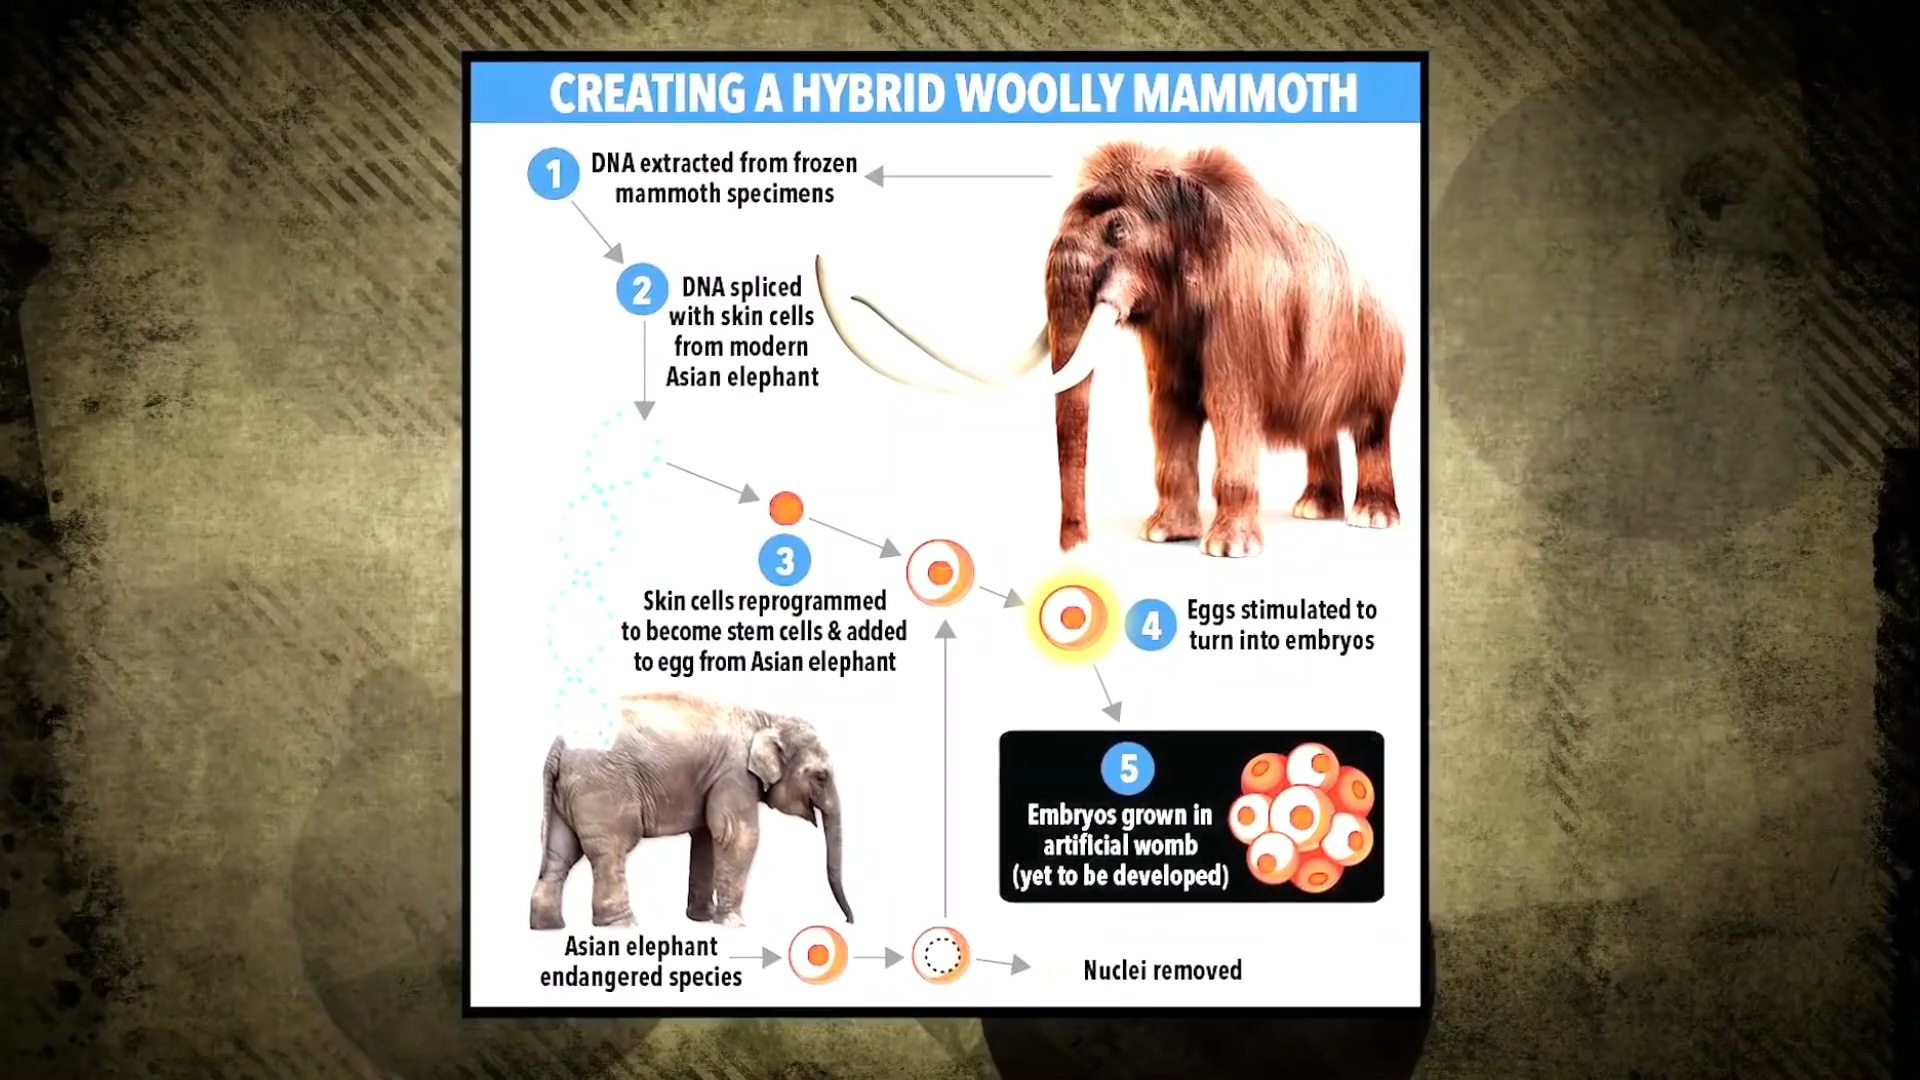 CREATING A HYBRID WOOLLY MAMMOTH
1
DNA extracted from frozen
mammoth specimens
2
DNA spliced
with skin cells
from modern
Asian elephant
3
Skin cells reprogrammed
to become stem cells & added
to egg from Asian elephant
4
Eggs stimulated to
turn into embryos
5
Embryos grown in
artificial womb
(yet to be developed)
Asian elephant
endangered species
Nuclei removed